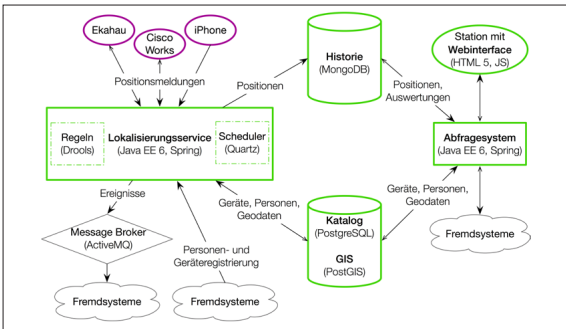 Ekahau
Cisco
Works
iPhone
Historie
(MongoDB)
Station mit
Webinterface
(HTML 5, JS)
Positionsmeldungen
Positionen
Positionen,
Auswertungen
Regeln
(Drools)
Lokalisierungsservice
(Java EE 6, Spring)
Scheduler
(Quartz)
Abfragesystem
(Java EE 6, Spring)
Ereignisse
Geräte, Personen,
Geodaten
Geräte, Personen,
Geodaten
Message Broker
(ActiveMQ)
Personen- und
Geräteregistrierung
Katalog
(PostgreSQL)
GIS
(PostGIS)
Fremdsysteme
Fremdsysteme
Fremdsysteme